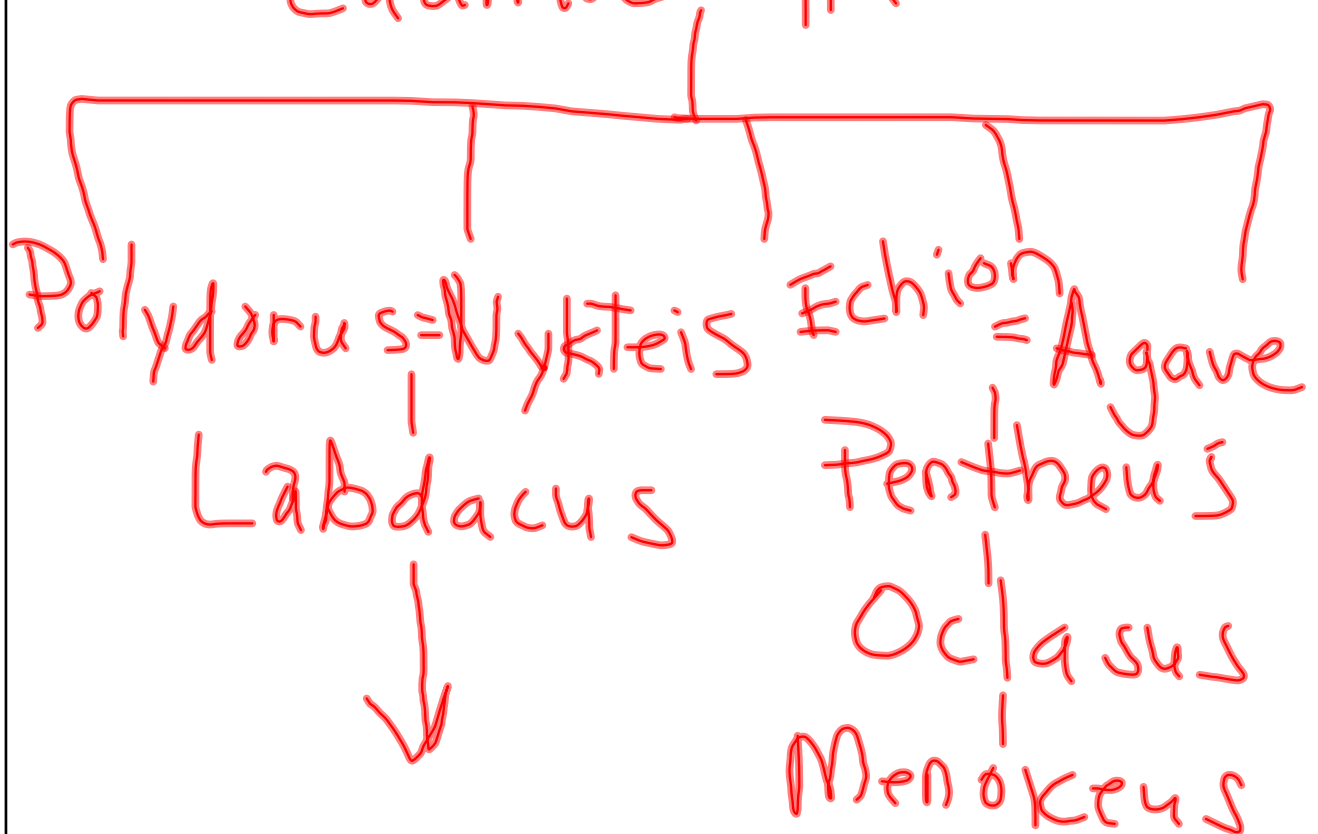 Polydorus=Nykteis
Echion
=Agave
Labdacus
Pentheus
Oclasus
Menokeus